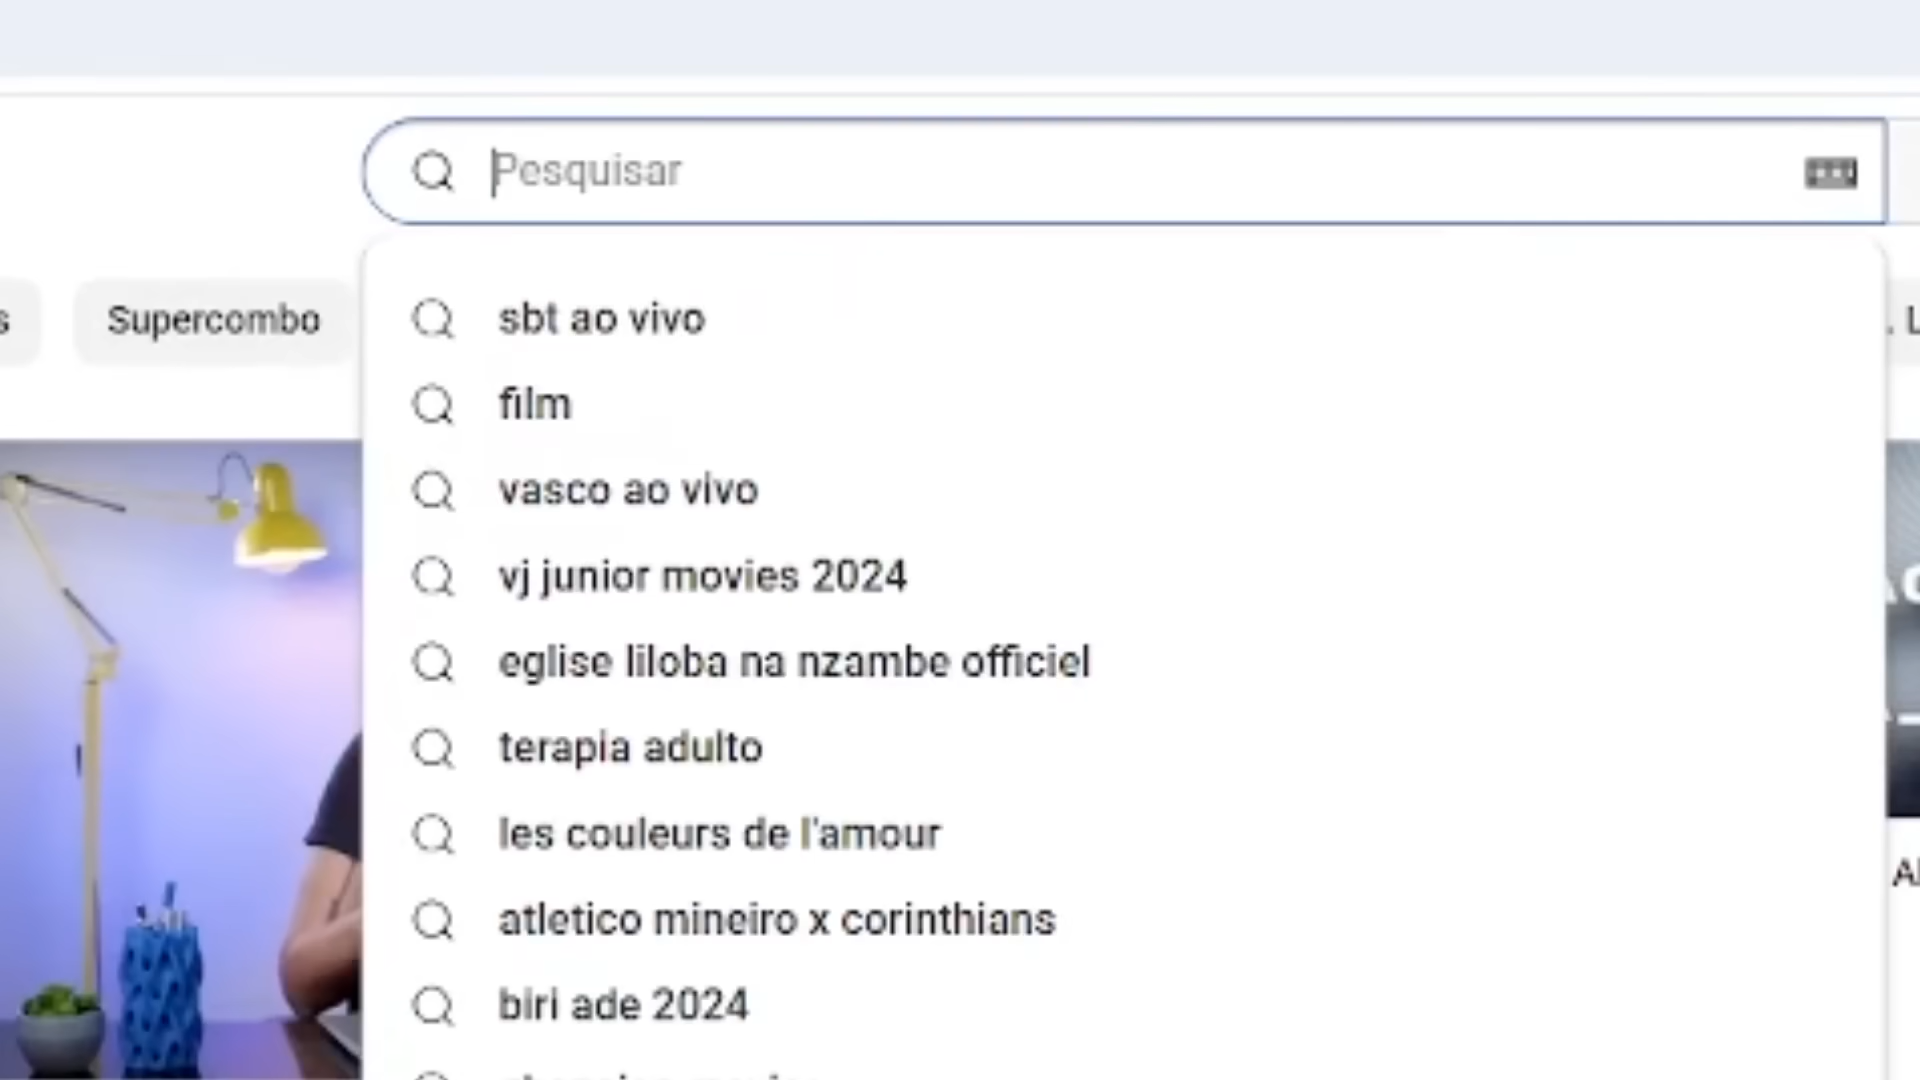 Pesquisar
Supercombo
sbt ao vivo
film
vasco ao vivo
vj junior movies 2024
eglise liloba na nzambe officiel
terapia adulto
les couleurs de l'amour
atletico mineiro x corinthians
biri ade 2024